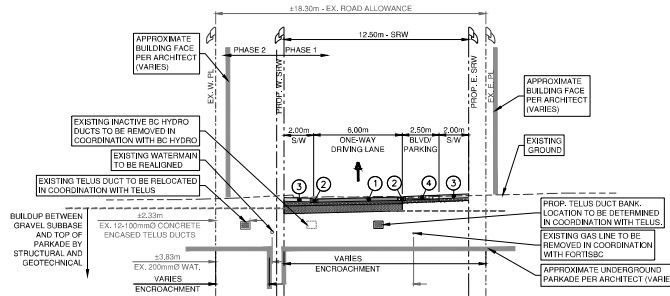 ±18.30m - EX. ROAD ALLOWANCE
12.50m - SRW
APPROXIMATE
BUILDING FACE
PER ARCHITECT
(VARIES)
PHASE 2
PHASE 1
EX. W. PL
PROP. W. SRW
PROP. E. SRW
EX. E. PL
APPROXIMATE
BUILDING FACE
PER ARCHITECT
(VARIES)
EXISTING INACTIVE BC HYDRO
DUCTS TO BE REMOVED IN
COORDINATION WITH BC HYDRO
2.00m
S/W
6.00m
ONE-WAY
DRIVING LANE
2.50m
BLVD/
PARKING
2.00m
S/W
EXISTING
GROUND
EXISTING WATERMAIN
TO BE REALIGNED
EXISTING TELUS DUCT TO BE RELOCATED
IN COORDINATION WITH TELUS
3
2
1
2
4
3
BUILDUP BETWEEN
GRAVEL SUBBASE
AND TOP OF
PARKADE BY
STRUCTURAL AND
GEOTECHNICAL
±2.33m
EX. 12-100mmØ CONCRETE
ENCASED TELUS DUCTS
±3.83m
EX. 200mmØ WAT.
VARIES
ENCROACHMENT
VARIES
ENCROACHMENT
PROP. TELUS DUCT BANK.
LOCATION TO BE DETERMINED
IN COORDINATION WITH TELUS.
EXISTING GAS LINE TO BE
REMOVED IN COORDINATION
WITH FORTISBC
APPROXIMATE UNDERGROUND
PARKADE PER ARCHITECT (VARIE